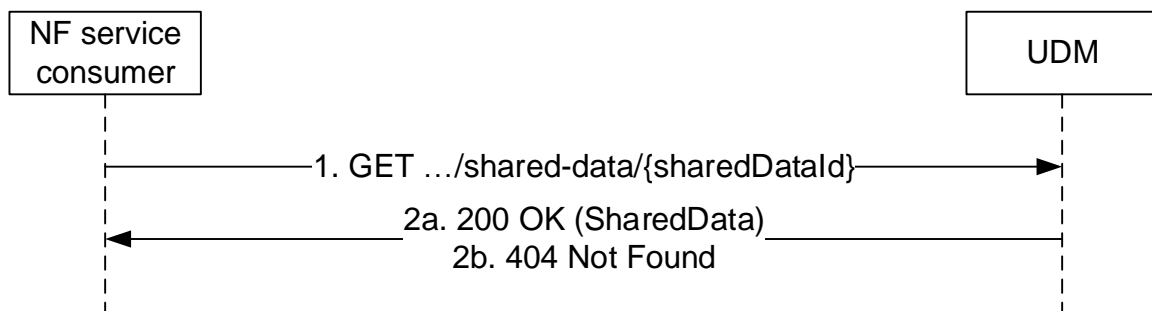 NF service
consumer
UDM
1. GET …/shared-data/{sharedDataId}
2a. 200 OK (SharedData)
2b. 404 Not Found